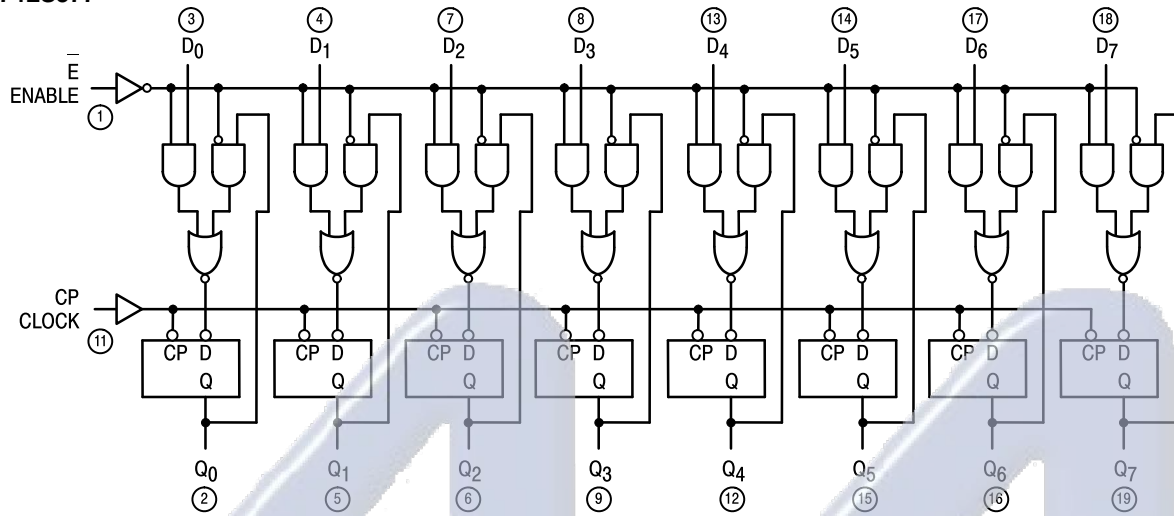 3 4 7 8 13 14 17 18
D0 D1 D2 D3 D4 D5 D6 D7
E
ENABLE
1
CP
CLOCK
11
CP D CP D CP D CP D CP D CP D CP D CP D
Q Q Q Q Q Q Q Q
Q0 Q1 Q2 Q3 Q4 Q5 Q6 Q7
2 5 6 9 12 15 16 19